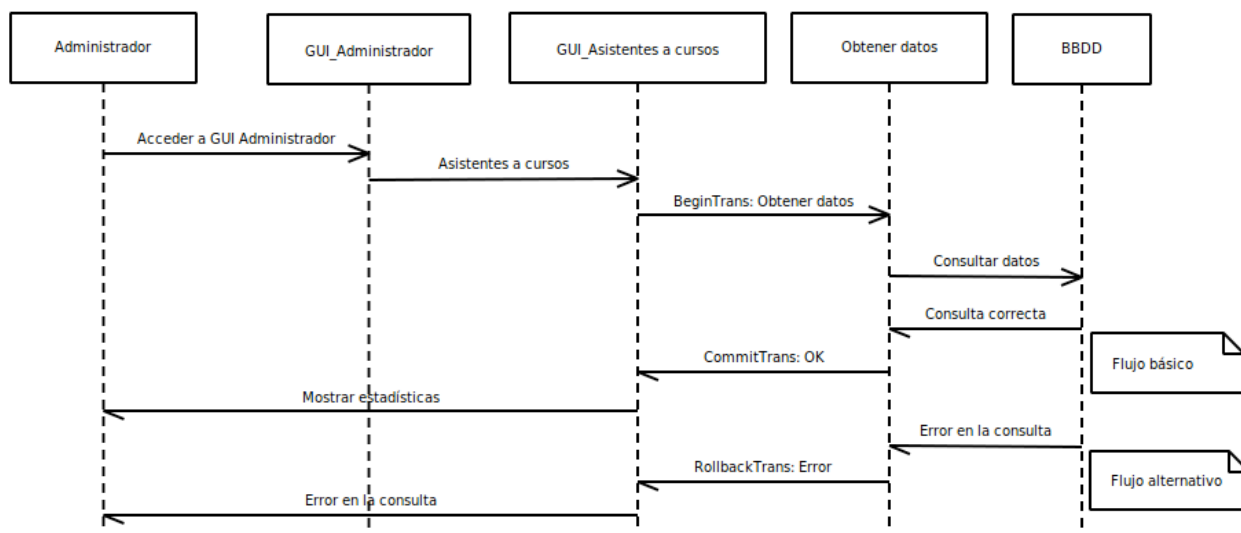 Administrador
GUI_Administrador
GUI_Asistentes a cursos
Obtener datos
BBDD
Acceder a GUI Administrador
Asistentes a cursos
BeginTrans: Obtener datos
Consultar datos
Consulta correcta
Flujo básico
CommitTrans: OK
Mostrar estadísticas
Error en la consulta
Flujo alternativo
RollbackTrans: Error
Error en la consulta